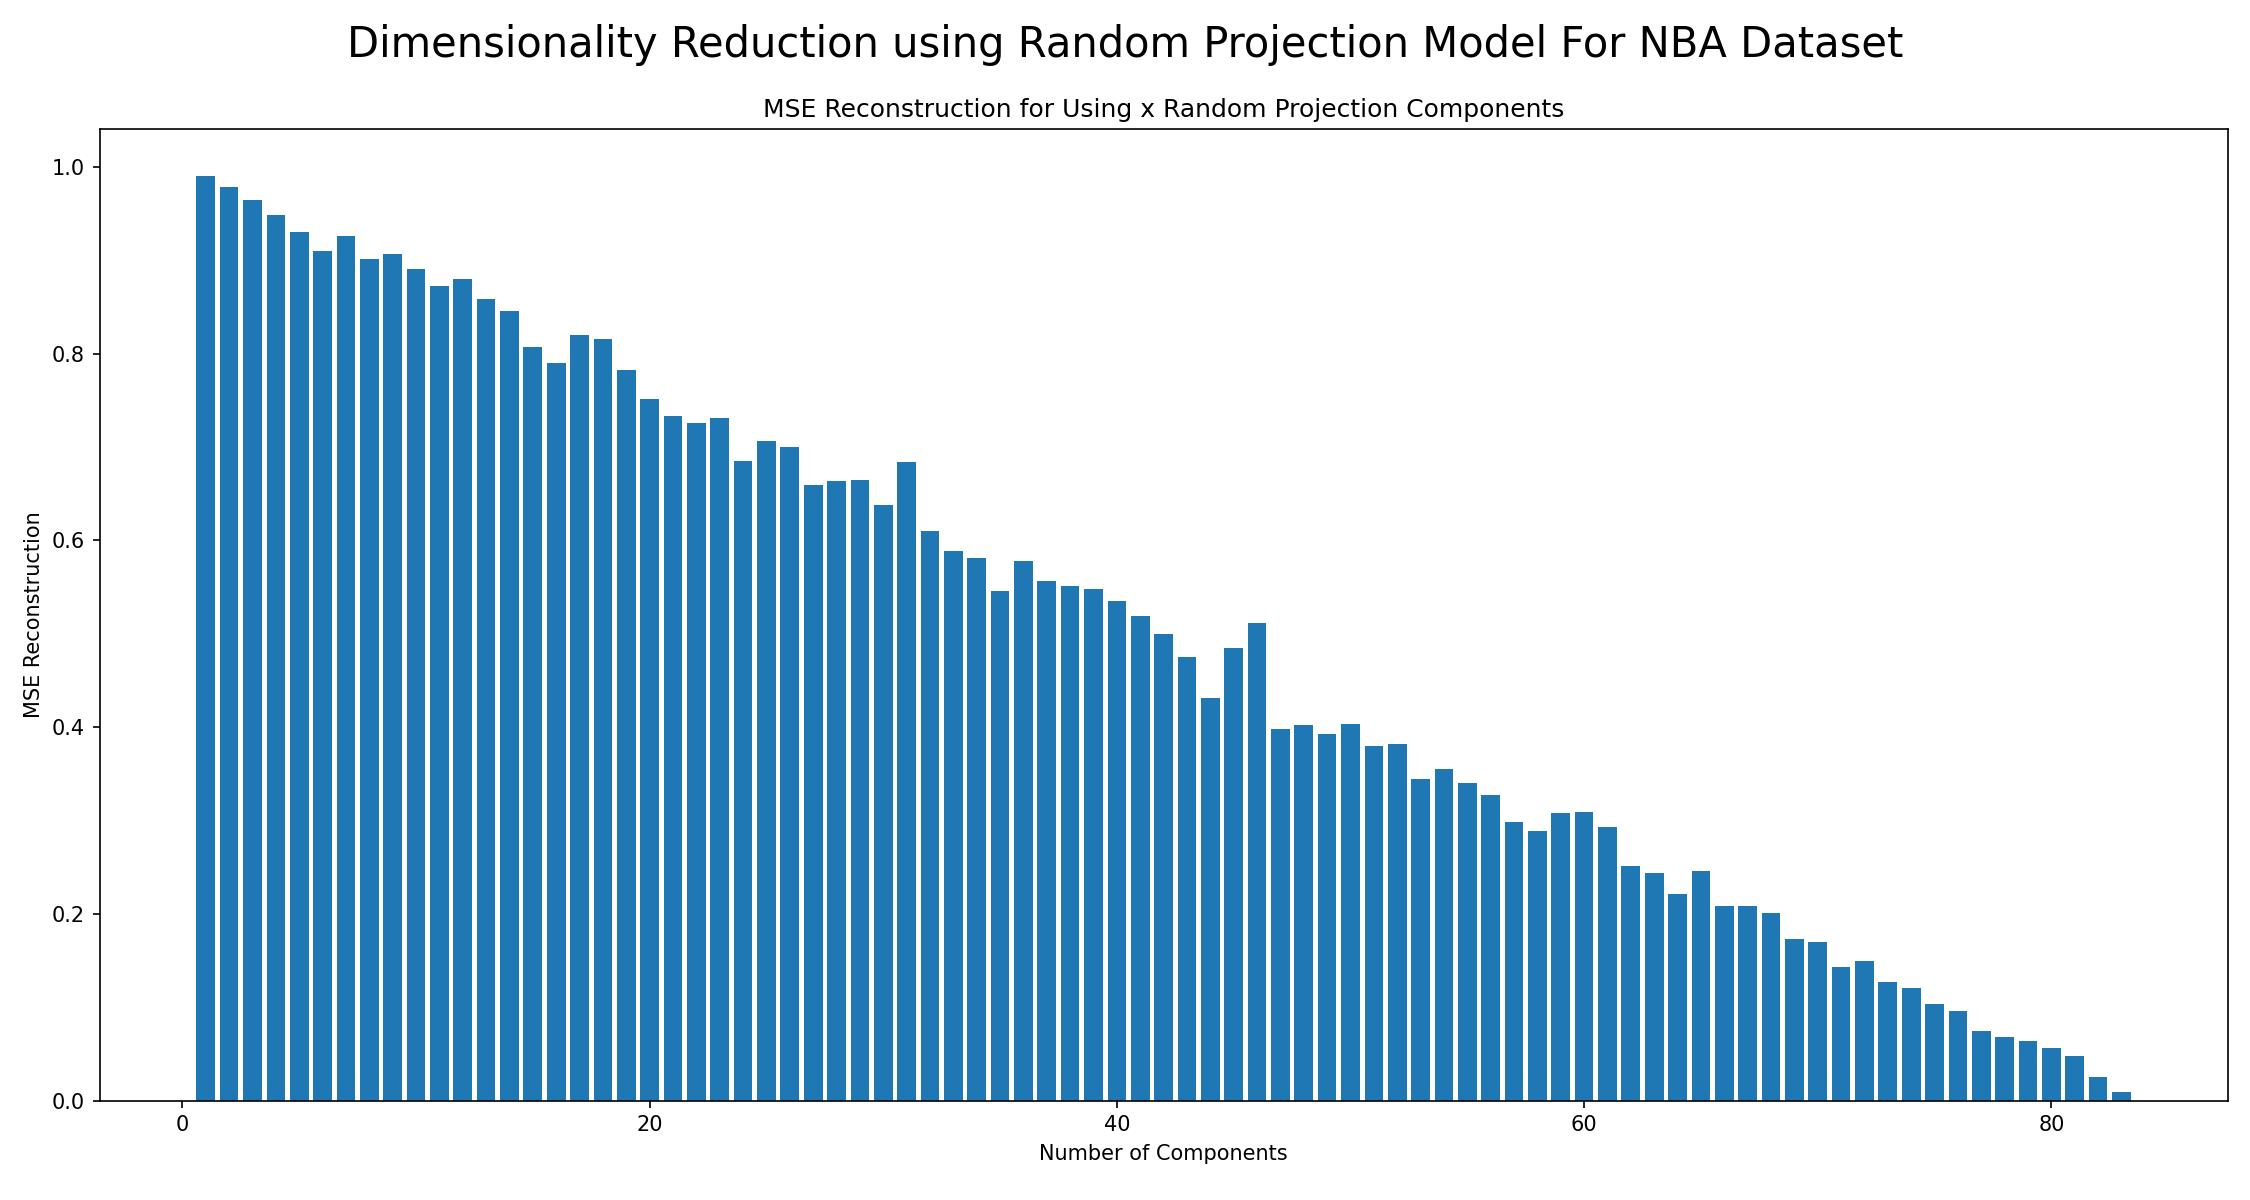 Dimensionality Reduction using Random Projection Model For NBA Dataset
MSE Reconstruction for Using x Random Projection Components
MSE Reconstruction
1.0
0.8
0.6
0.4
0.2
0.0
0 20 40 60 80
Number of Components